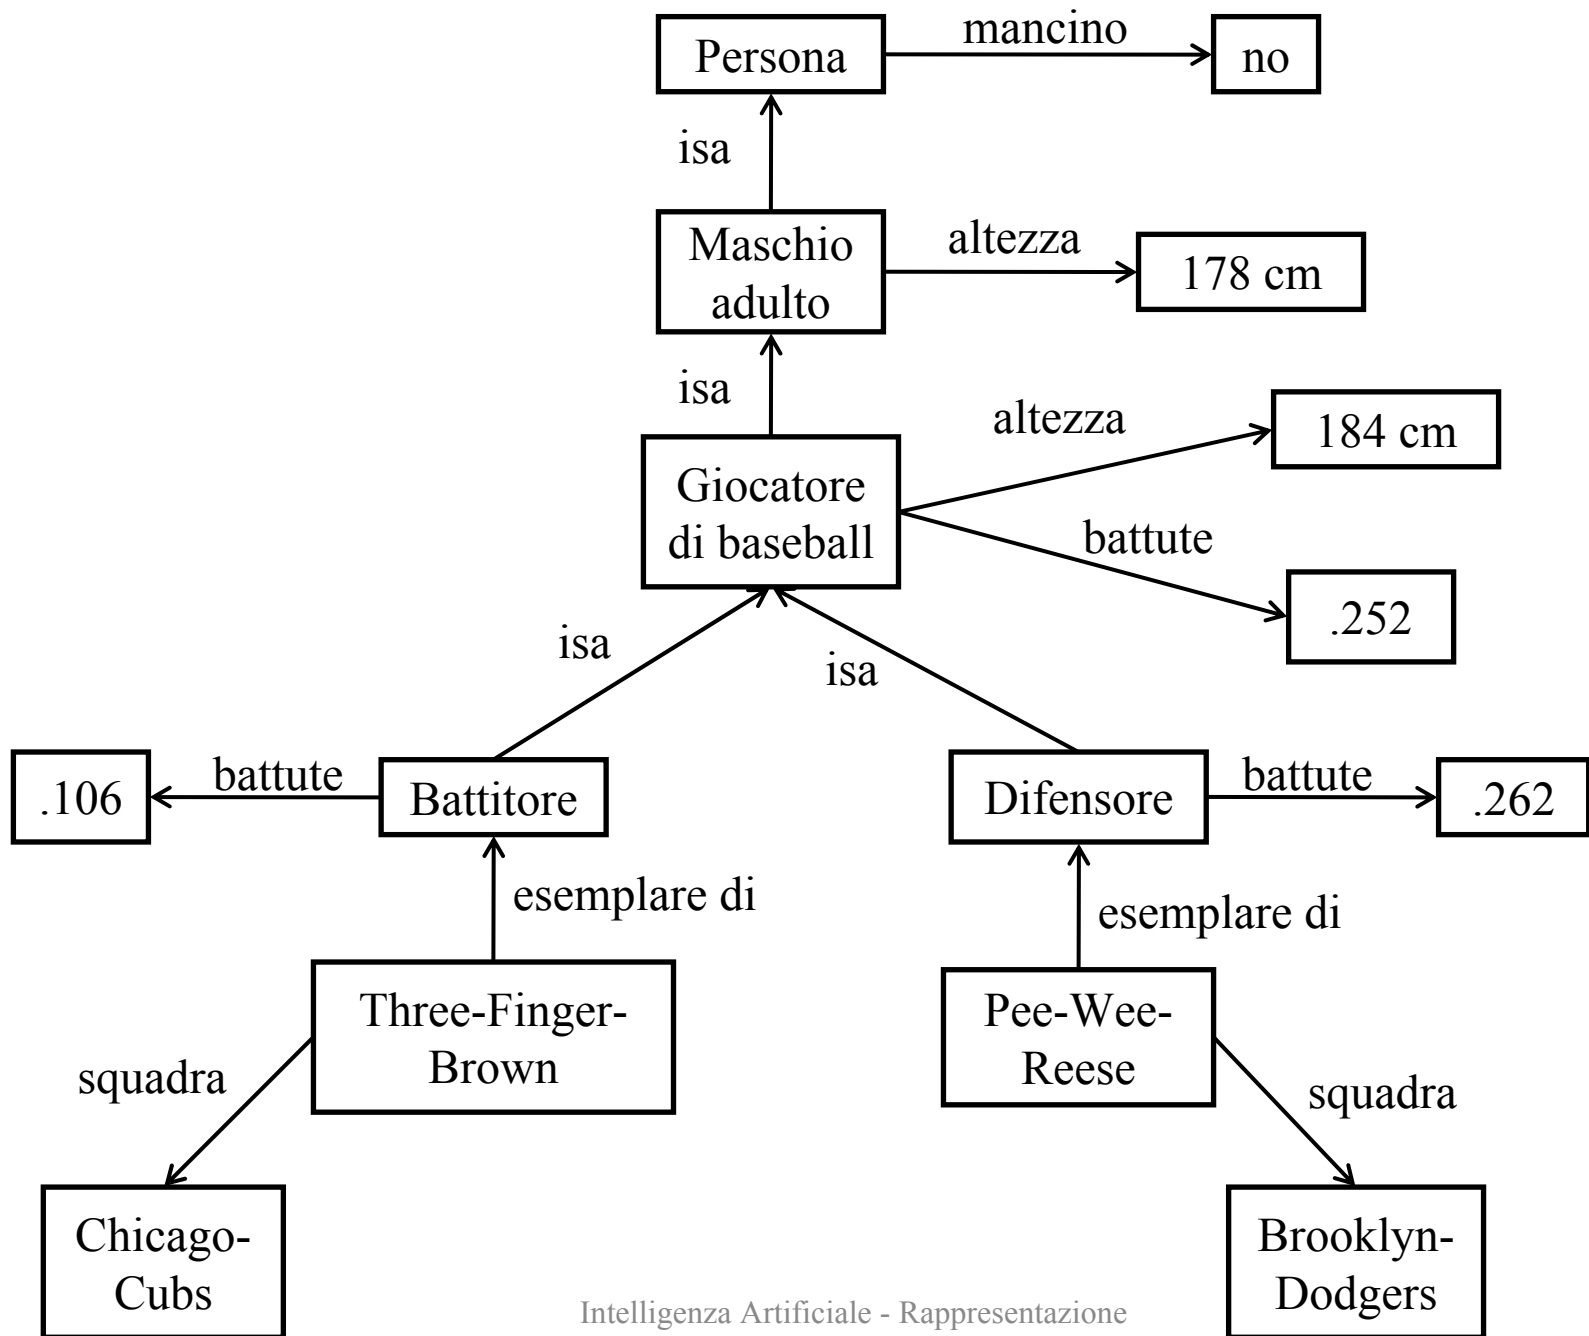 mancino
Persona
no
isa
Maschio
adulto
altezza
178 cm
isa
altezza
184 cm
Giocatore
di baseball
battute
.252
isa
isa
.106
battute
Battitore
Difensore
battute
.262
esemplare di
esemplare di
Three-Finger-
Brown
Pee-Wee-
Reese
squadra
squadra
Chicago-
Cubs
Brooklyn-
Dodgers
Intelligenza Artificiale - Rappresentazione